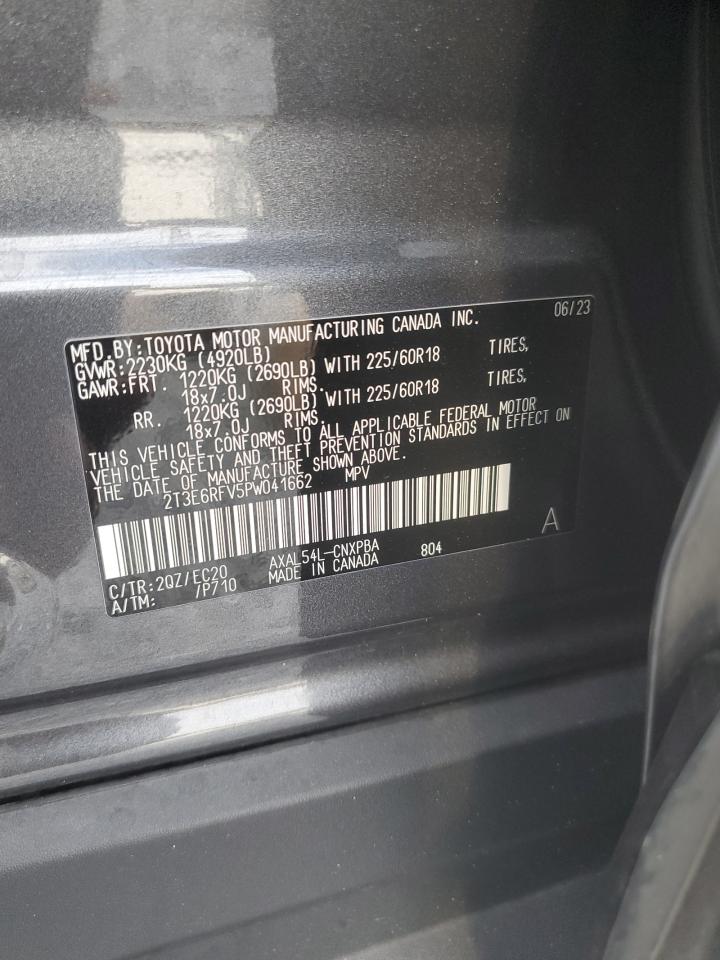 MFD. BY: TOYOTA MOTOR MANUFACTURING CANADA INC. 06/23
GVWR: 2230KG (4920LB)
GAWR: FRT. 1220KG (2690LB) WITH 225/60R18 TIRES,
18x7.0J RIMS.
RR. 1220KG (2690LB) WITH 225/60R18 TIRES,
18x7.0J RIMS.
THIS VEHICLE CONFORMS TO ALL APPLICABLE FEDERAL MOTOR
VEHICLE SAFETY AND THEFT PREVENTION STANDARDS IN EFFECT ON
THE DATE OF MANUFACTURE SHOWN ABOVE.
2T3E6RFV5PW041662 MPV
A
C/TR: 2QZ/EC20 AXAL54L-CNXPBA 804
A/TM: /P710 MADE IN CANADA